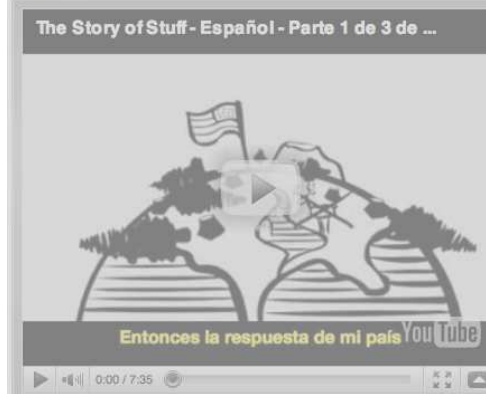 The Story of Stuff - Español - Parte 1 de 3 de ...
Entonces la respuesta de mi país
YouTube
0:00 / 7:35